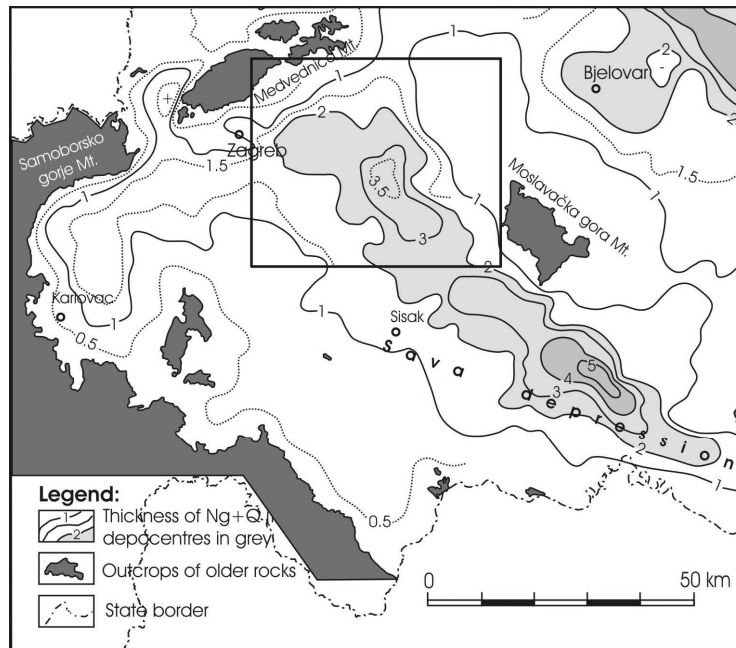 Medvednica Mt.
1
2
Bjelovar
-
2
1
+
2
Zagreb
1.5
1.5
Samoborsko
gorje Mt.
1
3.5
1
Moslavačka gora Mt.
3
2
Karlovac
1
0.5
1
Sisak
Sava depression
5
4
3
2
1
0.5
Legend:
1
2
Thickness of Ng+Q,
depocentres in grey
Outcrops of older rocks
State border
0 50 km